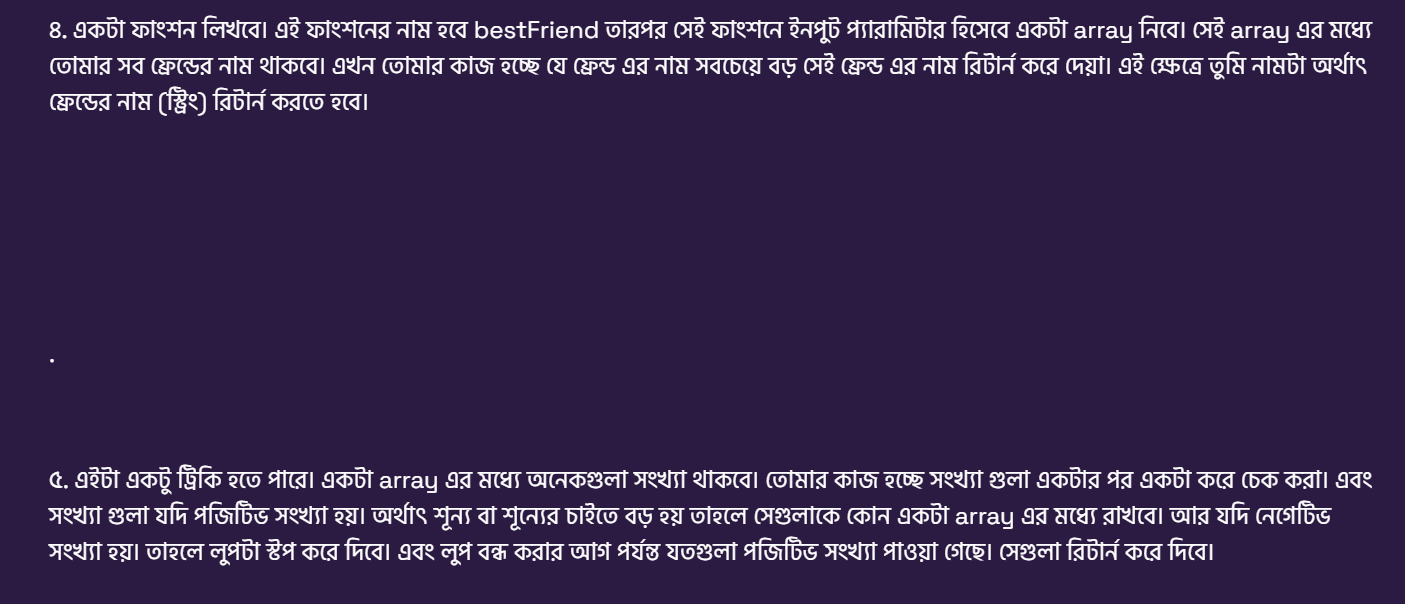 ৪. একটা ফাংশন লিখবে। এই ফাংশনের নাম হবে bestFriend তারপর সেই ফাংশনে ইনপুট প্যারামিটার হিসেবে একটা array নিবে। সেই array এর মধ্যে
তোমার সব ফ্রেন্ডের নাম থাকবে। এখন তোমার কাজ হচ্ছে যে ফ্রেন্ড এর নাম সবচেয়ে বড় সেই ফ্রেন্ড এর নাম রিটার্ন করে দেয়া। এই ক্ষেত্রে তুমি নামটা অর্থাৎ
ফ্রেন্ডের নাম (স্ট্রিং) রিটার্ন করতে হবে।
.
৫. এইটা একটু ট্রিকি হতে পারে। একটা array এর মধ্যে অনেকগুলা সংখ্যা থাকবে। তোমার কাজ হচ্ছে সংখ্যা গুলা একটার পর একটা করে চেক করা। এবং
সংখ্যা গুলা যদি পজিটিভ সংখ্যা হয়। অর্থাৎ শূন্য বা শূন্যের চাইতে বড় হয় তাহলে সেগুলাকে কোন একটা array এর মধ্যে রাখবে। আর যদি নেগেটিভ
সংখ্যা হয়। তাহলে লুপটা স্টপ করে দিবে। এবং লুপ বন্ধ করার আগ পর্যন্ত যতগুলা পজিটিভ সংখ্যা পাওয়া গেছে। সেগুলা রিটার্ন করে দিবে।